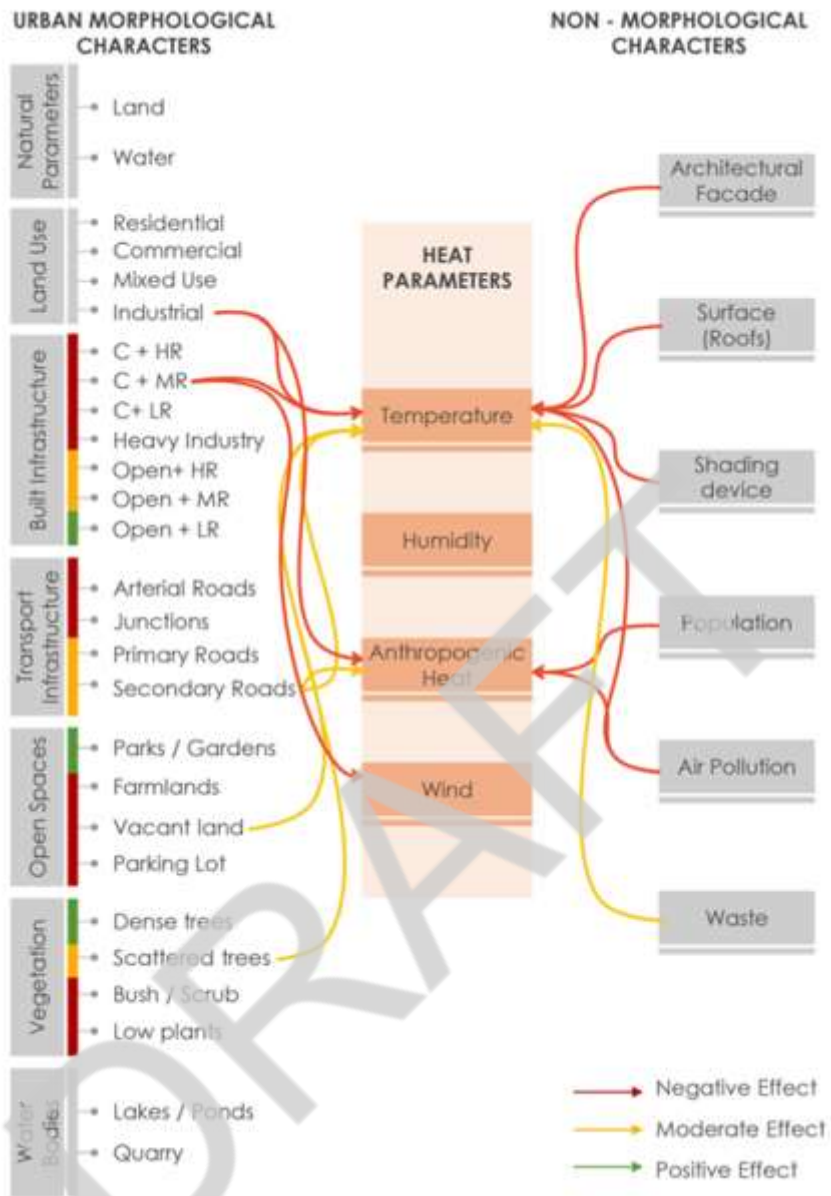 URBAN MORPHOLOGICAL
CHARACTERS
NON - MORPHOLOGICAL
CHARACTERS
Natural
Parameters
Land
Water
Land Use
Residential
Commercial
Mixed Use
Industrial
Built Infrastructure
C + HR
C + MR
C+ LR
Heavy Industry
Open+ HR
Open + MR
Open + LR
Transport
Infrastructure
Arterial Roads
Junctions
Primary Roads
Secondary Roads
Open Spaces
Parks / Gardens
Farmlands
Vacant land
Parking Lot
Vegetation
Dense trees
Scattered trees
Bush / Scrub
Low plants
Water
Bodies
Lakes / Ponds
Quarry
HEAT
PARAMETERS
Temperature
Humidity
Anthropogenic
Heat
Wind
Architectural
Facade
Surface
(Roofs)
Shading
device
Population
Air Pollution
Waste
Negative Effect
Moderate Effect
Positive Effect
DRAFT